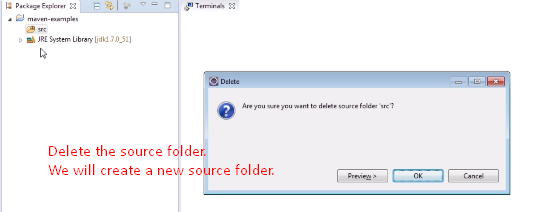 Package Explorer
Terminals
maven-examples
src
JRE System Library [jdk1.7.0_51]
Delete
Are you sure you want to delete source folder 'src'?
Delete the source folder.
We will create a new source folder.
Preview >
OK
Cancel